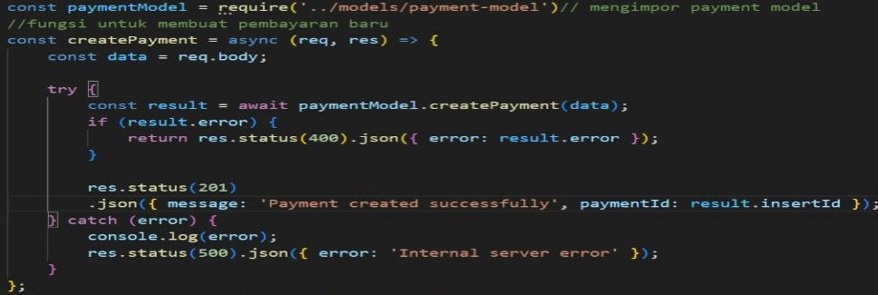 const paymentModel = require('../models/payment-model')// mengimpor payment model
//fungsi untuk membuat pembayaran baru
const createPayment = async (req, res) => {
    const data = req.body;

    try {
        const result = await paymentModel.createPayment(data);
        if (result.error) {
            return res.status(400).json({ error: result.error });
        }

        res.status(201)
        .json({ message: 'Payment created successfully', paymentId: result.insertId });
    } catch (error) {
        console.log(error);
        res.status(500).json({ error: 'Internal server error' });
    }
};